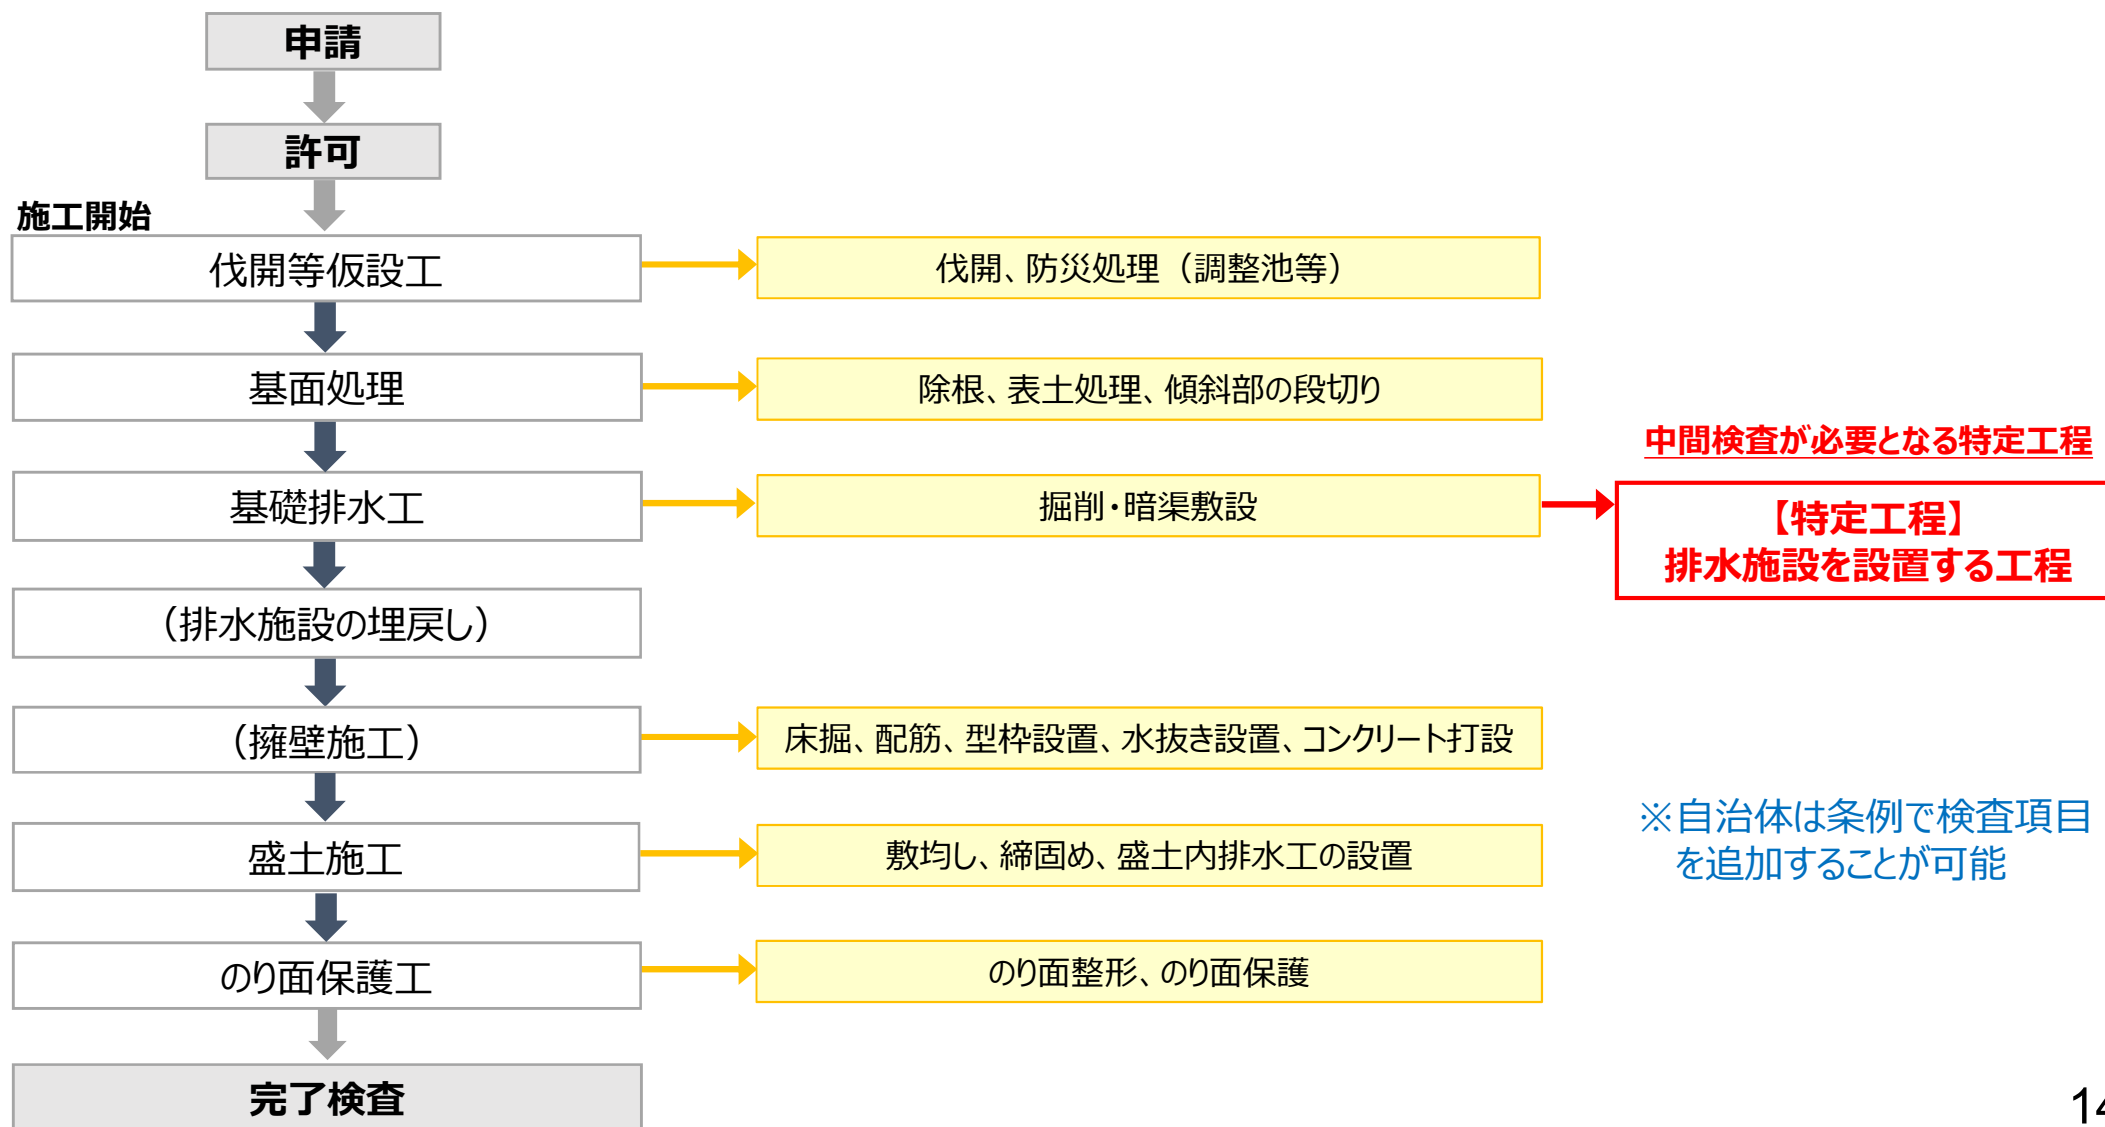 申請
許可
施工開始
伐開等仮設工
伐開、防災処理（調整池等）
基面処理
除根、表土処理、傾斜部の段切り
中間検査が必要となる特定工程
基礎排水工
掘削・暗渠敷設
【特定工程】
排水施設を設置する工程
（排水施設の埋戻し）
（擁壁施工）
床掘、配筋、型枠設置、水抜き設置、コンクリート打設
※自治体は条例で検査項目
を追加することが可能
盛土施工
敷均し、締固め、盛土内排水工の設置
のり面保護工
のり面整形、のり面保護
完了検査
14